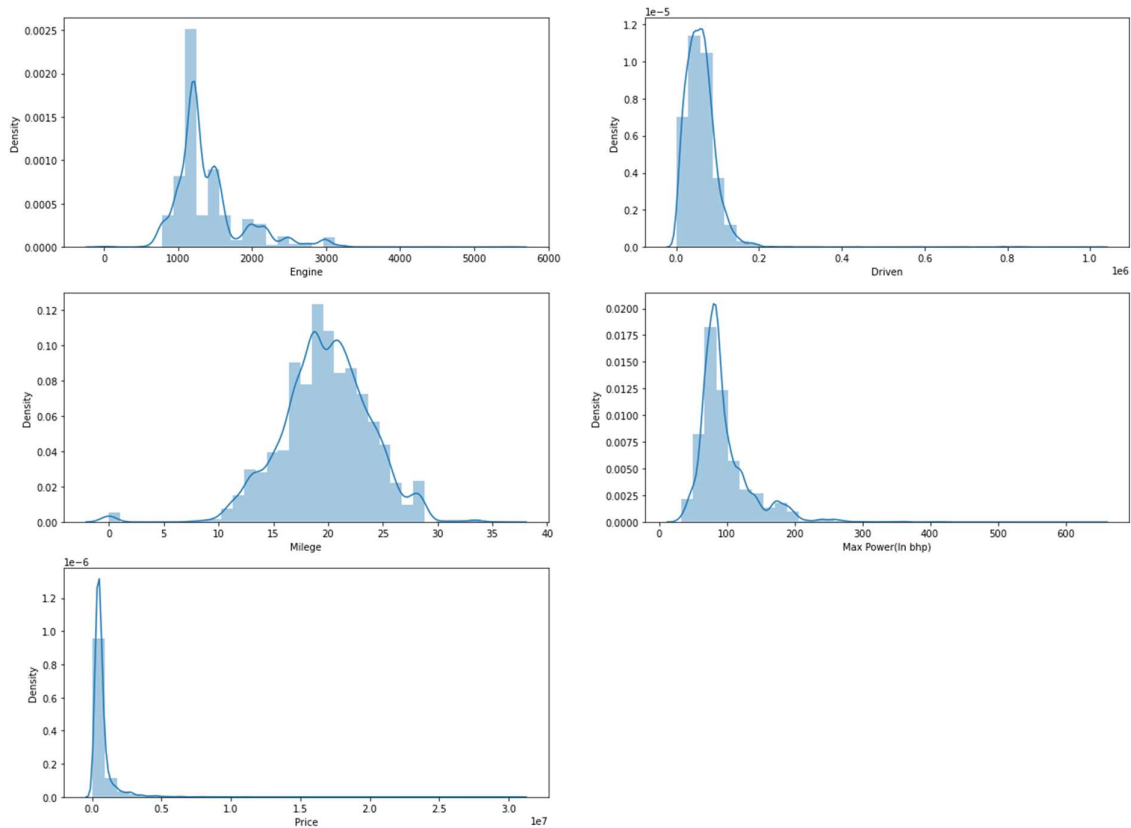 0.0025
0.0020
0.0015
0.0010
0.0005
0.0000
Density
0 1000 2000 3000 4000 5000 6000
Engine
1e−5
1.2
1.0
0.8
0.6
0.4
0.2
0.0
Density
0.0 0.2 0.4 0.6 0.8 1.0
1e6
Driven
0.12
0.10
0.08
0.06
0.04
0.02
0.00
Density
0 5 10 15 20 25 30 35 40
Milege
0.0200
0.0175
0.0150
0.0125
0.0100
0.0075
0.0050
0.0025
0.0000
Density
0 100 200 300 400 500 600
Max Power(In bhp)
1e−6
1.2
1.0
0.8
0.6
0.4
0.2
0.0
Density
0.0 0.5 1.0 1.5 2.0 2.5 3.0
1e7
Price